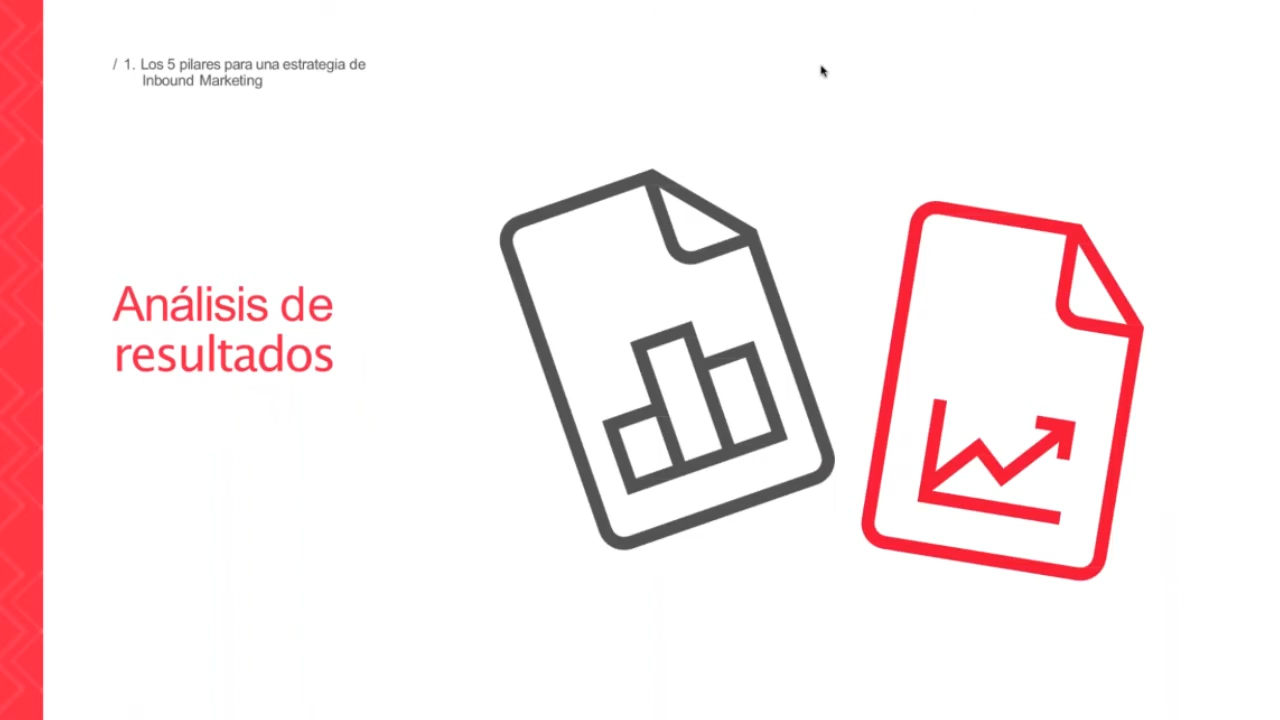 / 1. Los 5 pilares para una estrategia de
Inbound Marketing
Análisis de
resultados